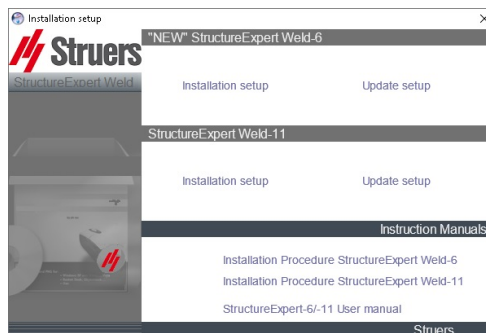 Installation setup
Struers
StructureExpert Weld
"NEW" StructureExpert Weld-6
Installation setup Update setup
StructureExpert Weld-11
Installation setup Update setup
Instruction Manuals
Installation Procedure StructureExpert Weld-6
Installation Procedure StructureExpert Weld-11
StructureExpert-6/-11 User manual
Struers